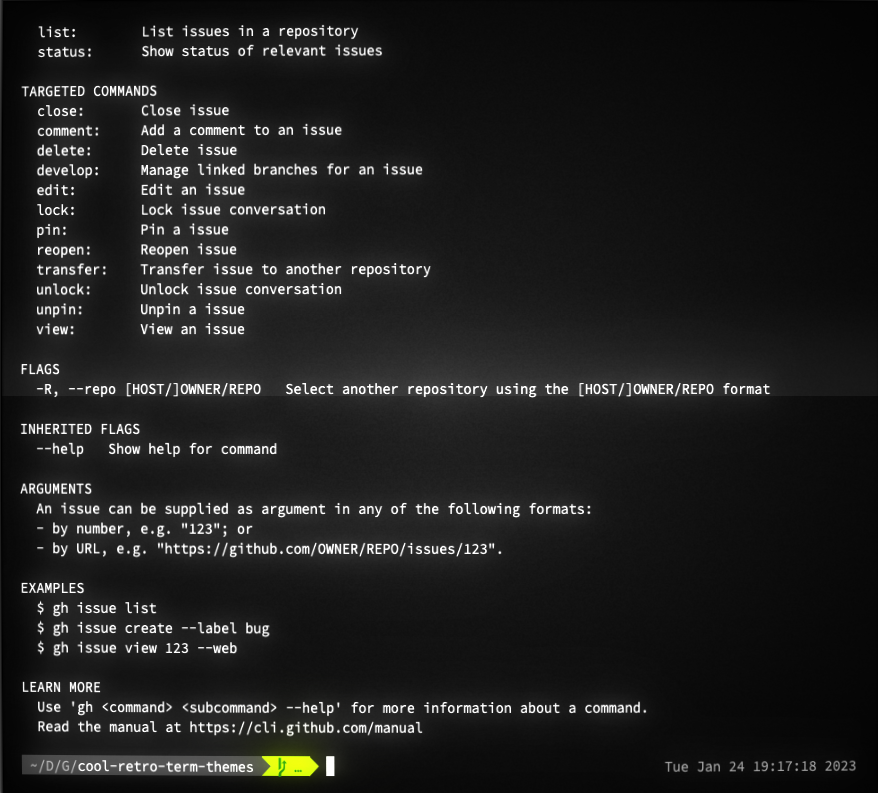 list:        List issues in a repository
status:      Show status of relevant issues
TARGETED COMMANDS
close:       Close issue
comment:     Add a comment to an issue
delete:      Delete issue
develop:     Manage linked branches for an issue
edit:        Edit an issue
lock:        Lock issue conversation
pin:         Pin a issue
reopen:      Reopen issue
transfer:    Transfer issue to another repository
unlock:      Unlock issue conversation
unpin:       Unpin a issue
view:        View an issue
FLAGS
-R, --repo [HOST/]OWNER/REPO   Select another repository using the [HOST/]OWNER/REPO format
INHERITED FLAGS
--help   Show help for command
ARGUMENTS
An issue can be supplied as argument in any of the following formats:
- by number, e.g. "123"; or
- by URL, e.g. "https://github.com/OWNER/REPO/issues/123".
EXAMPLES
$ gh issue list
$ gh issue create --label bug
$ gh issue view 123 --web
LEARN MORE
Use 'gh <command> <subcommand> --help' for more information about a command.
Read the manual at https://cli.github.com/manual
~/D/G/cool-retro-term-themes … Tue Jan 24 19:17:18 2023